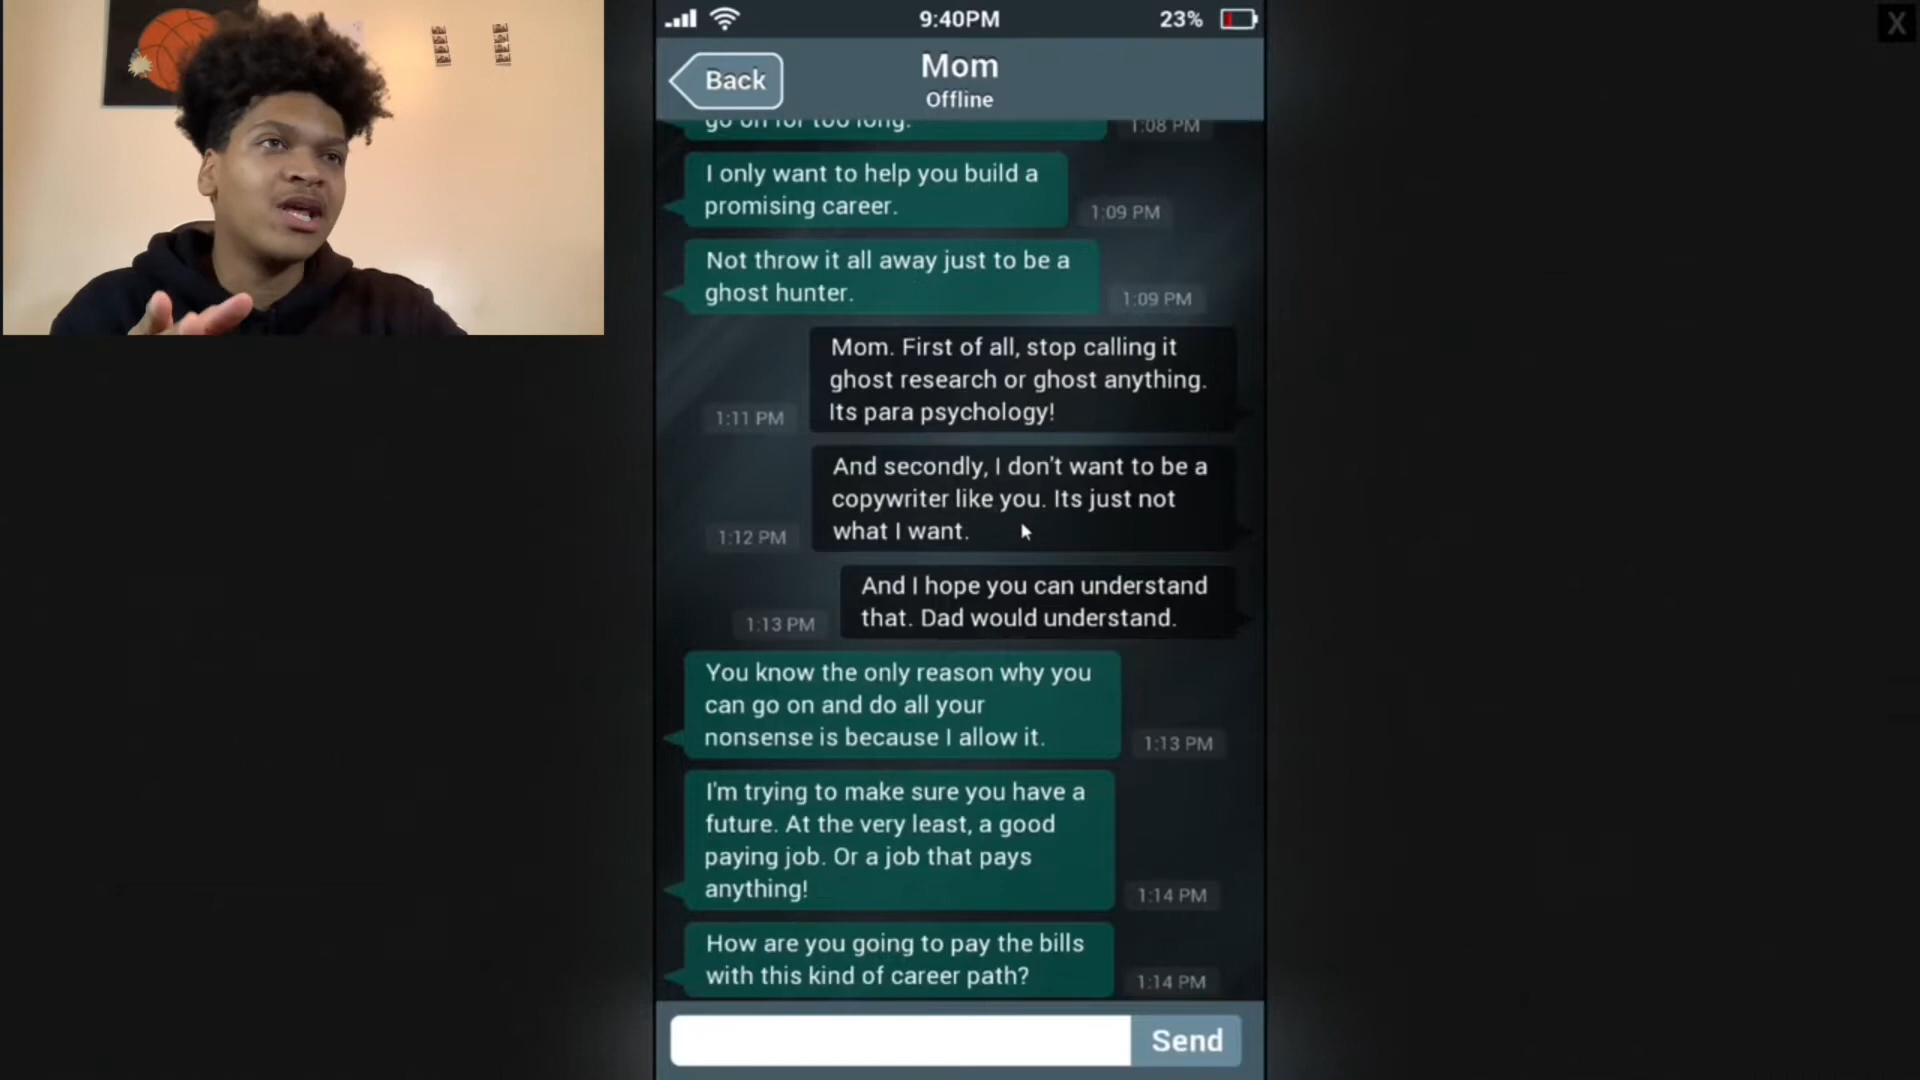 9:40PM
23%
X
Back
Mom
Offline
go on for too long.
1:08 PM
I only want to help you build a
promising career.
1:09 PM
Not throw it all away just to be a
ghost hunter.
1:09 PM
Mom. First of all, stop calling it
ghost research or ghost anything.
Its para psychology!
1:11 PM
And secondly, I don't want to be a
copywriter like you. Its just not
what I want.
1:12 PM
And I hope you can understand
that. Dad would understand.
1:13 PM
You know the only reason why you
can go on and do all your
nonsense is because I allow it.
1:13 PM
I'm trying to make sure you have a
future. At the very least, a good
paying job. Or a job that pays
anything!
1:14 PM
How are you going to pay the bills
with this kind of career path?
1:14 PM
Send